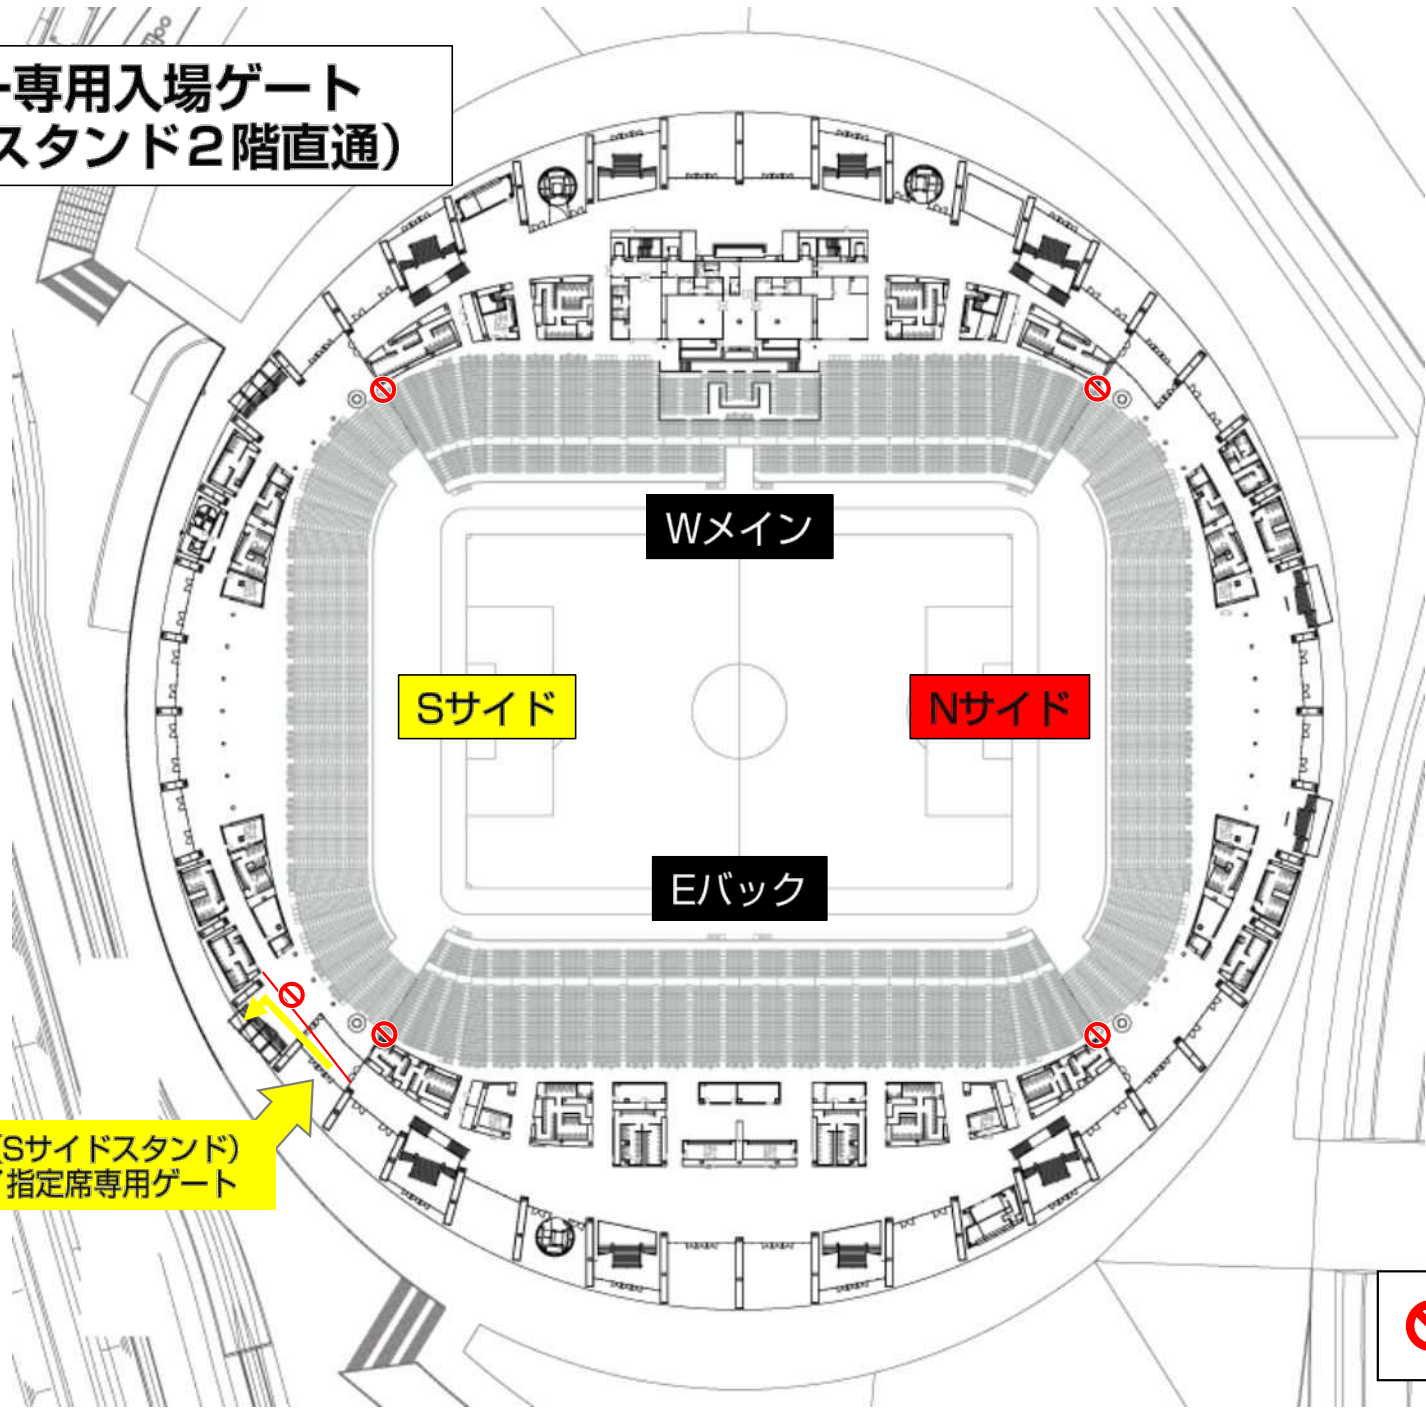 ー専用入場ゲート
スタンド2階直通）
Wメイン
Sサイド
Nサイド
Eバック
(Sサイドスタンド)
指定席専用ゲート